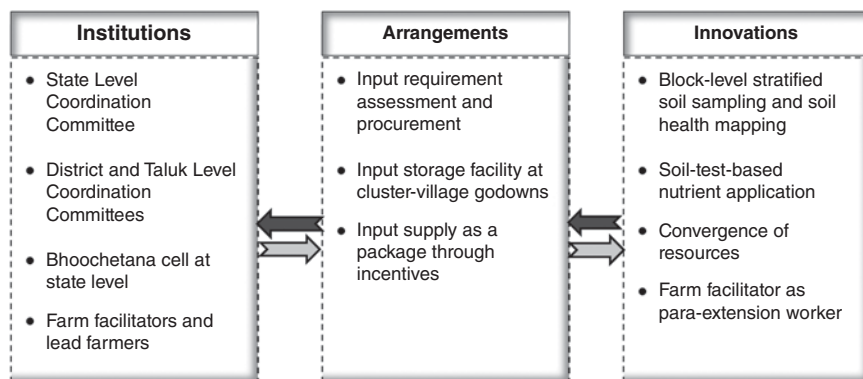 Institutions
• State Level
Coordination
Committee
• District and Taluk Level
Coordination
Committees
• Bhoochetana cell at
state level
• Farm facilitators and
lead farmers
Arrangements
• Input requirement
assessment and
procurement
• Input storage facility at
cluster-village godowns
• Input supply as a
package through
incentives
Innovations
• Block-level stratified
soil sampling and soil
health mapping
• Soil-test-based
nutrient application
• Convergence of
resources
• Farm facilitator as
para-extension worker